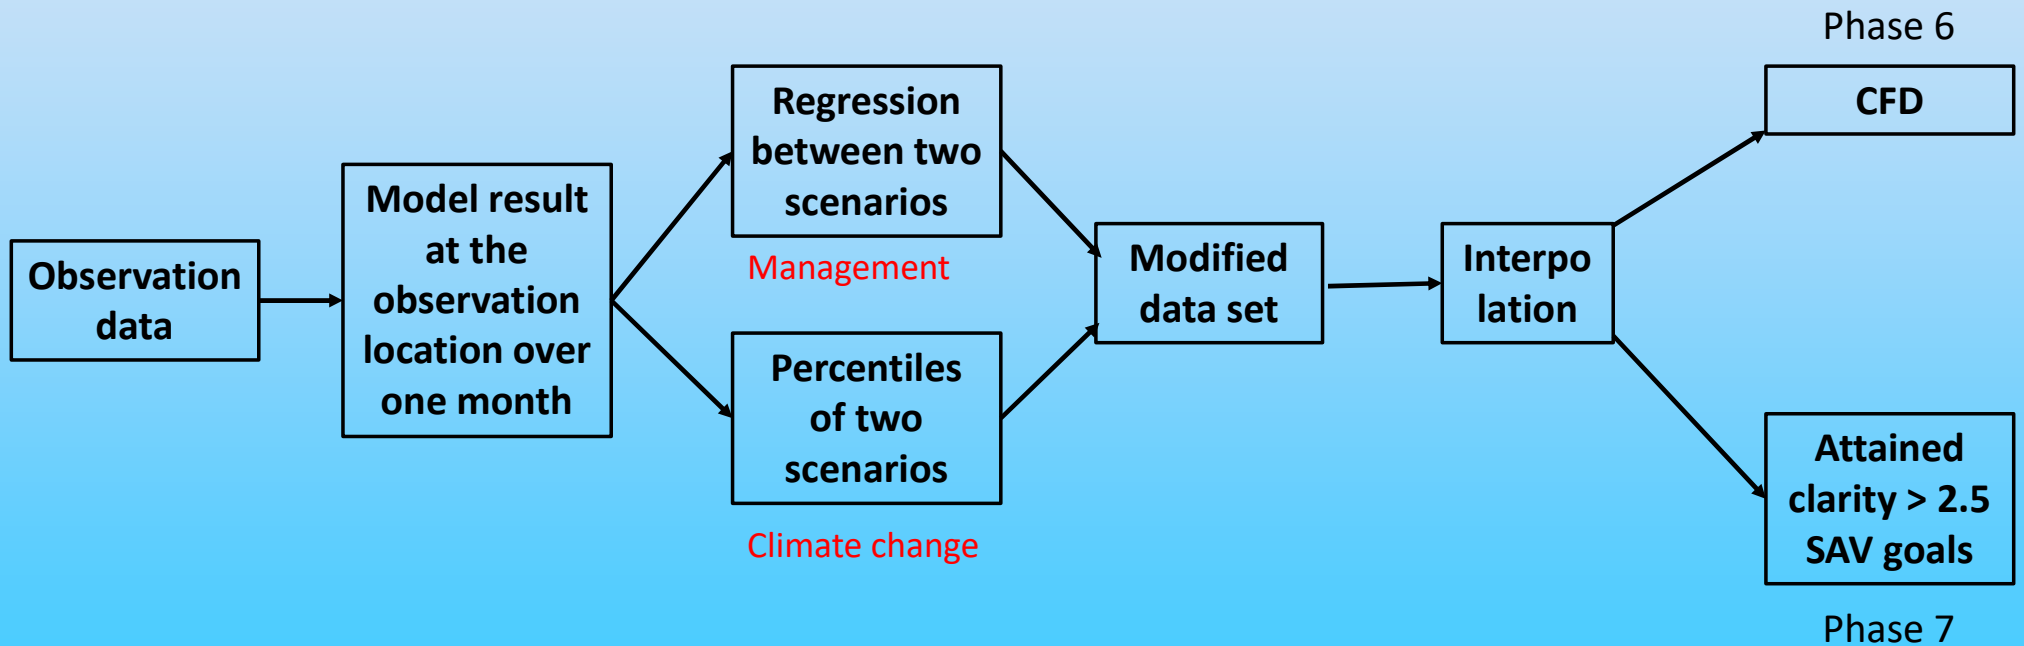 Observation
data
Model result
at the
observation
location over
one month
Regression
between two
scenarios
Management
Percentiles
of two
scenarios
Climate change
Modified
data set
Interpo
lation
Phase 6
CFD
Attained
clarity > 2.5
SAV goals
Phase 7